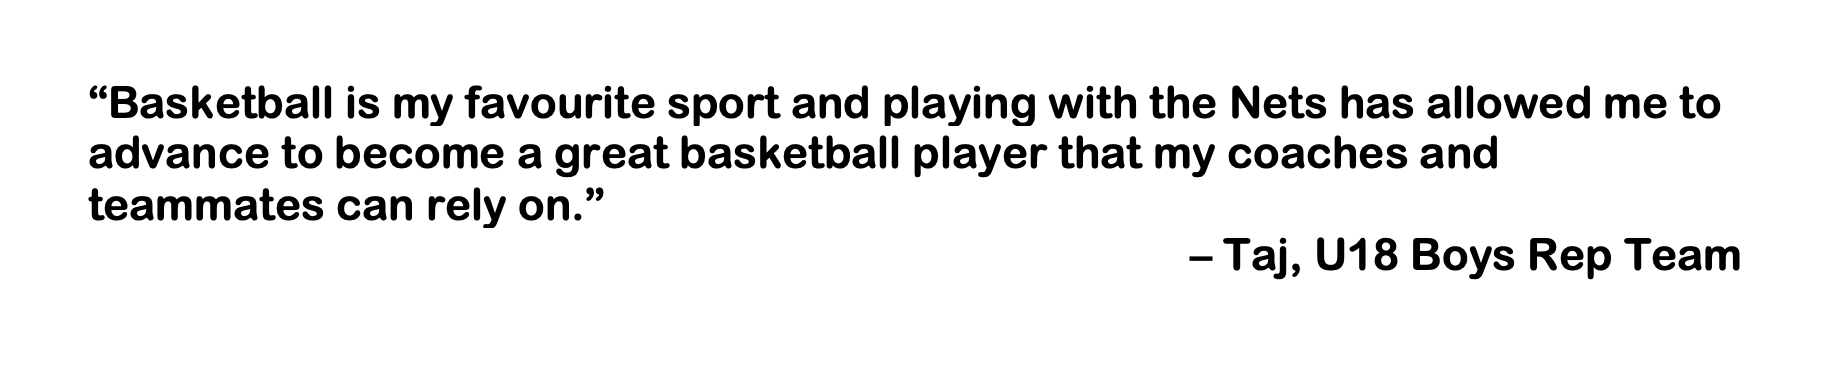 “Basketball is my favourite sport and playing with the Nets has allowed me to
advance to become a great basketball player that my coaches and
teammates can rely on.”
– Taj, U18 Boys Rep Team